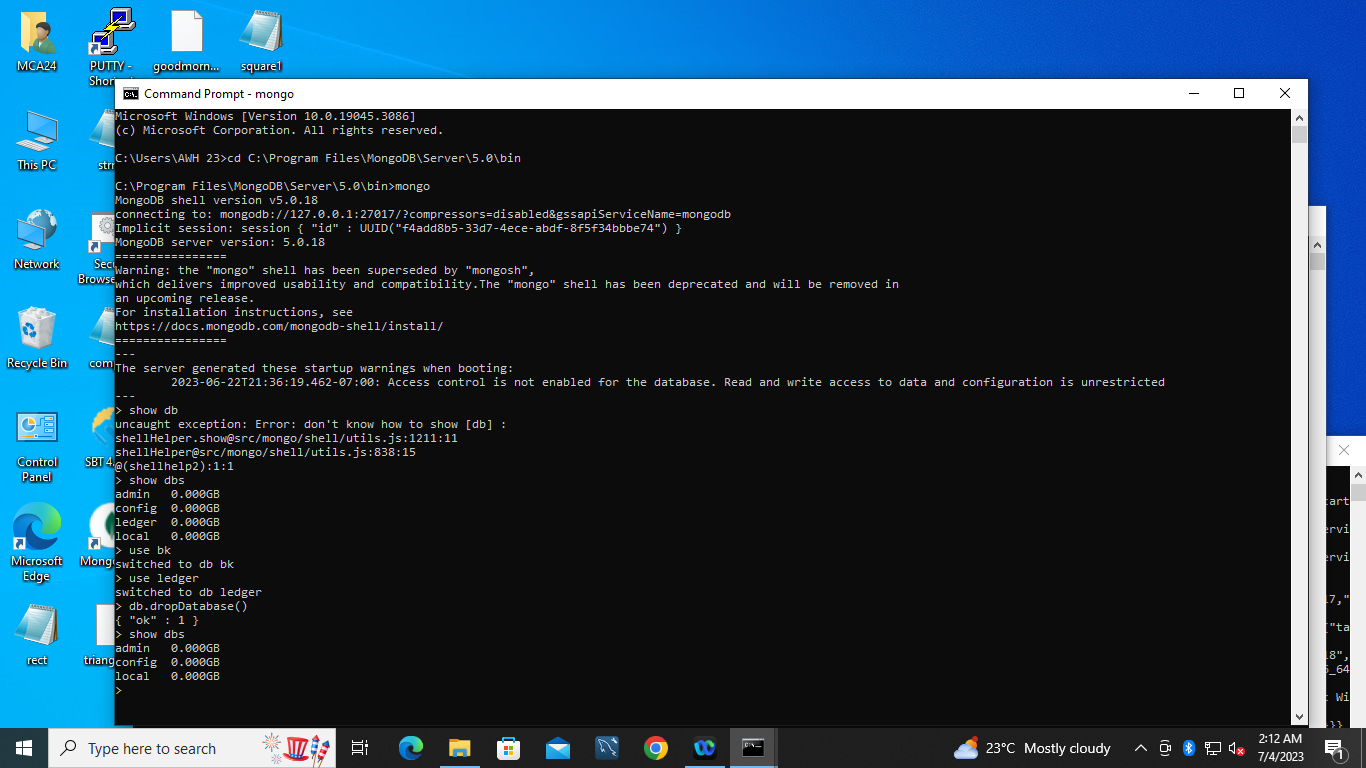 MCA24
PUTTY -
Short
goodmorn...
square1
This PC
Network
Secu
Browse
Recycle Bin
com
Control
Panel
SBT 4.
Microsoft
Edge
Mongo
rect
triang
Command Prompt - mongo
Microsoft Windows [Version 10.0.19045.3086]
(c) Microsoft Corporation. All rights reserved.
C:\Users\AWH 23>cd C:\Program Files\MongoDB\Server\5.0\bin
C:\Program Files\MongoDB\Server\5.0\bin>mongo
MongoDB shell version v5.0.18
connecting to: mongodb://127.0.0.1:27017/?compressors=disabled&gssapiServiceName=mongodb
Implicit session: session { "id" : UUID("f4add8b5-33d7-4ece-abdf-8f5f34bbbe74") }
MongoDB server version: 5.0.18
================
Warning: the "mongo" shell has been superseded by "mongosh",
which delivers improved usability and compatibility.The "mongo" shell has been deprecated and will be removed in
an upcoming release.
For installation instructions, see
https://docs.mongodb.com/mongodb-shell/install/
================
---
The server generated these startup warnings when booting:
2023-06-22T21:36:19.462-07:00: Access control is not enabled for the database. Read and write access to data and configuration is unrestricted
---
> show db
uncaught exception: Error: don't know how to show [db] :
shellHelper.show@src/mongo/shell/utils.js:1211:11
shellHelper@src/mongo/shell/utils.js:838:15
@(shellhelp2):1:1
> show dbs
admin   0.000GB
config  0.000GB
ledger  0.000GB
local   0.000GB
> use bk
switched to db bk
> use ledger
switched to db ledger
> db.dropDatabase()
{ "ok" : 1 }
> show dbs
admin   0.000GB
config  0.000GB
local   0.000GB
>
Type here to search
23°C Mostly cloudy
2:12 AM
7/4/2023
1